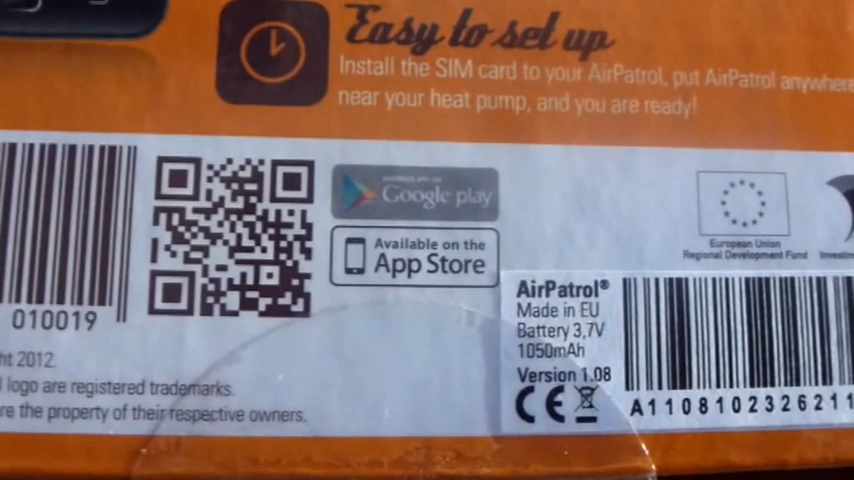 Easy to set up
Install the SIM card to your AirPatrol, put AirPatrol anywhere
near your heat pump, and you are ready!
Google play
Available on the
App Store
European Union
Regional Development Fund
010019
AirPatrol®
Made in EU
Battery 3,7V
1050mAh
Version 1.08
CE
A1108102326211
ht 2012.
logo are registered trademarks.
re the property of their respective owners.